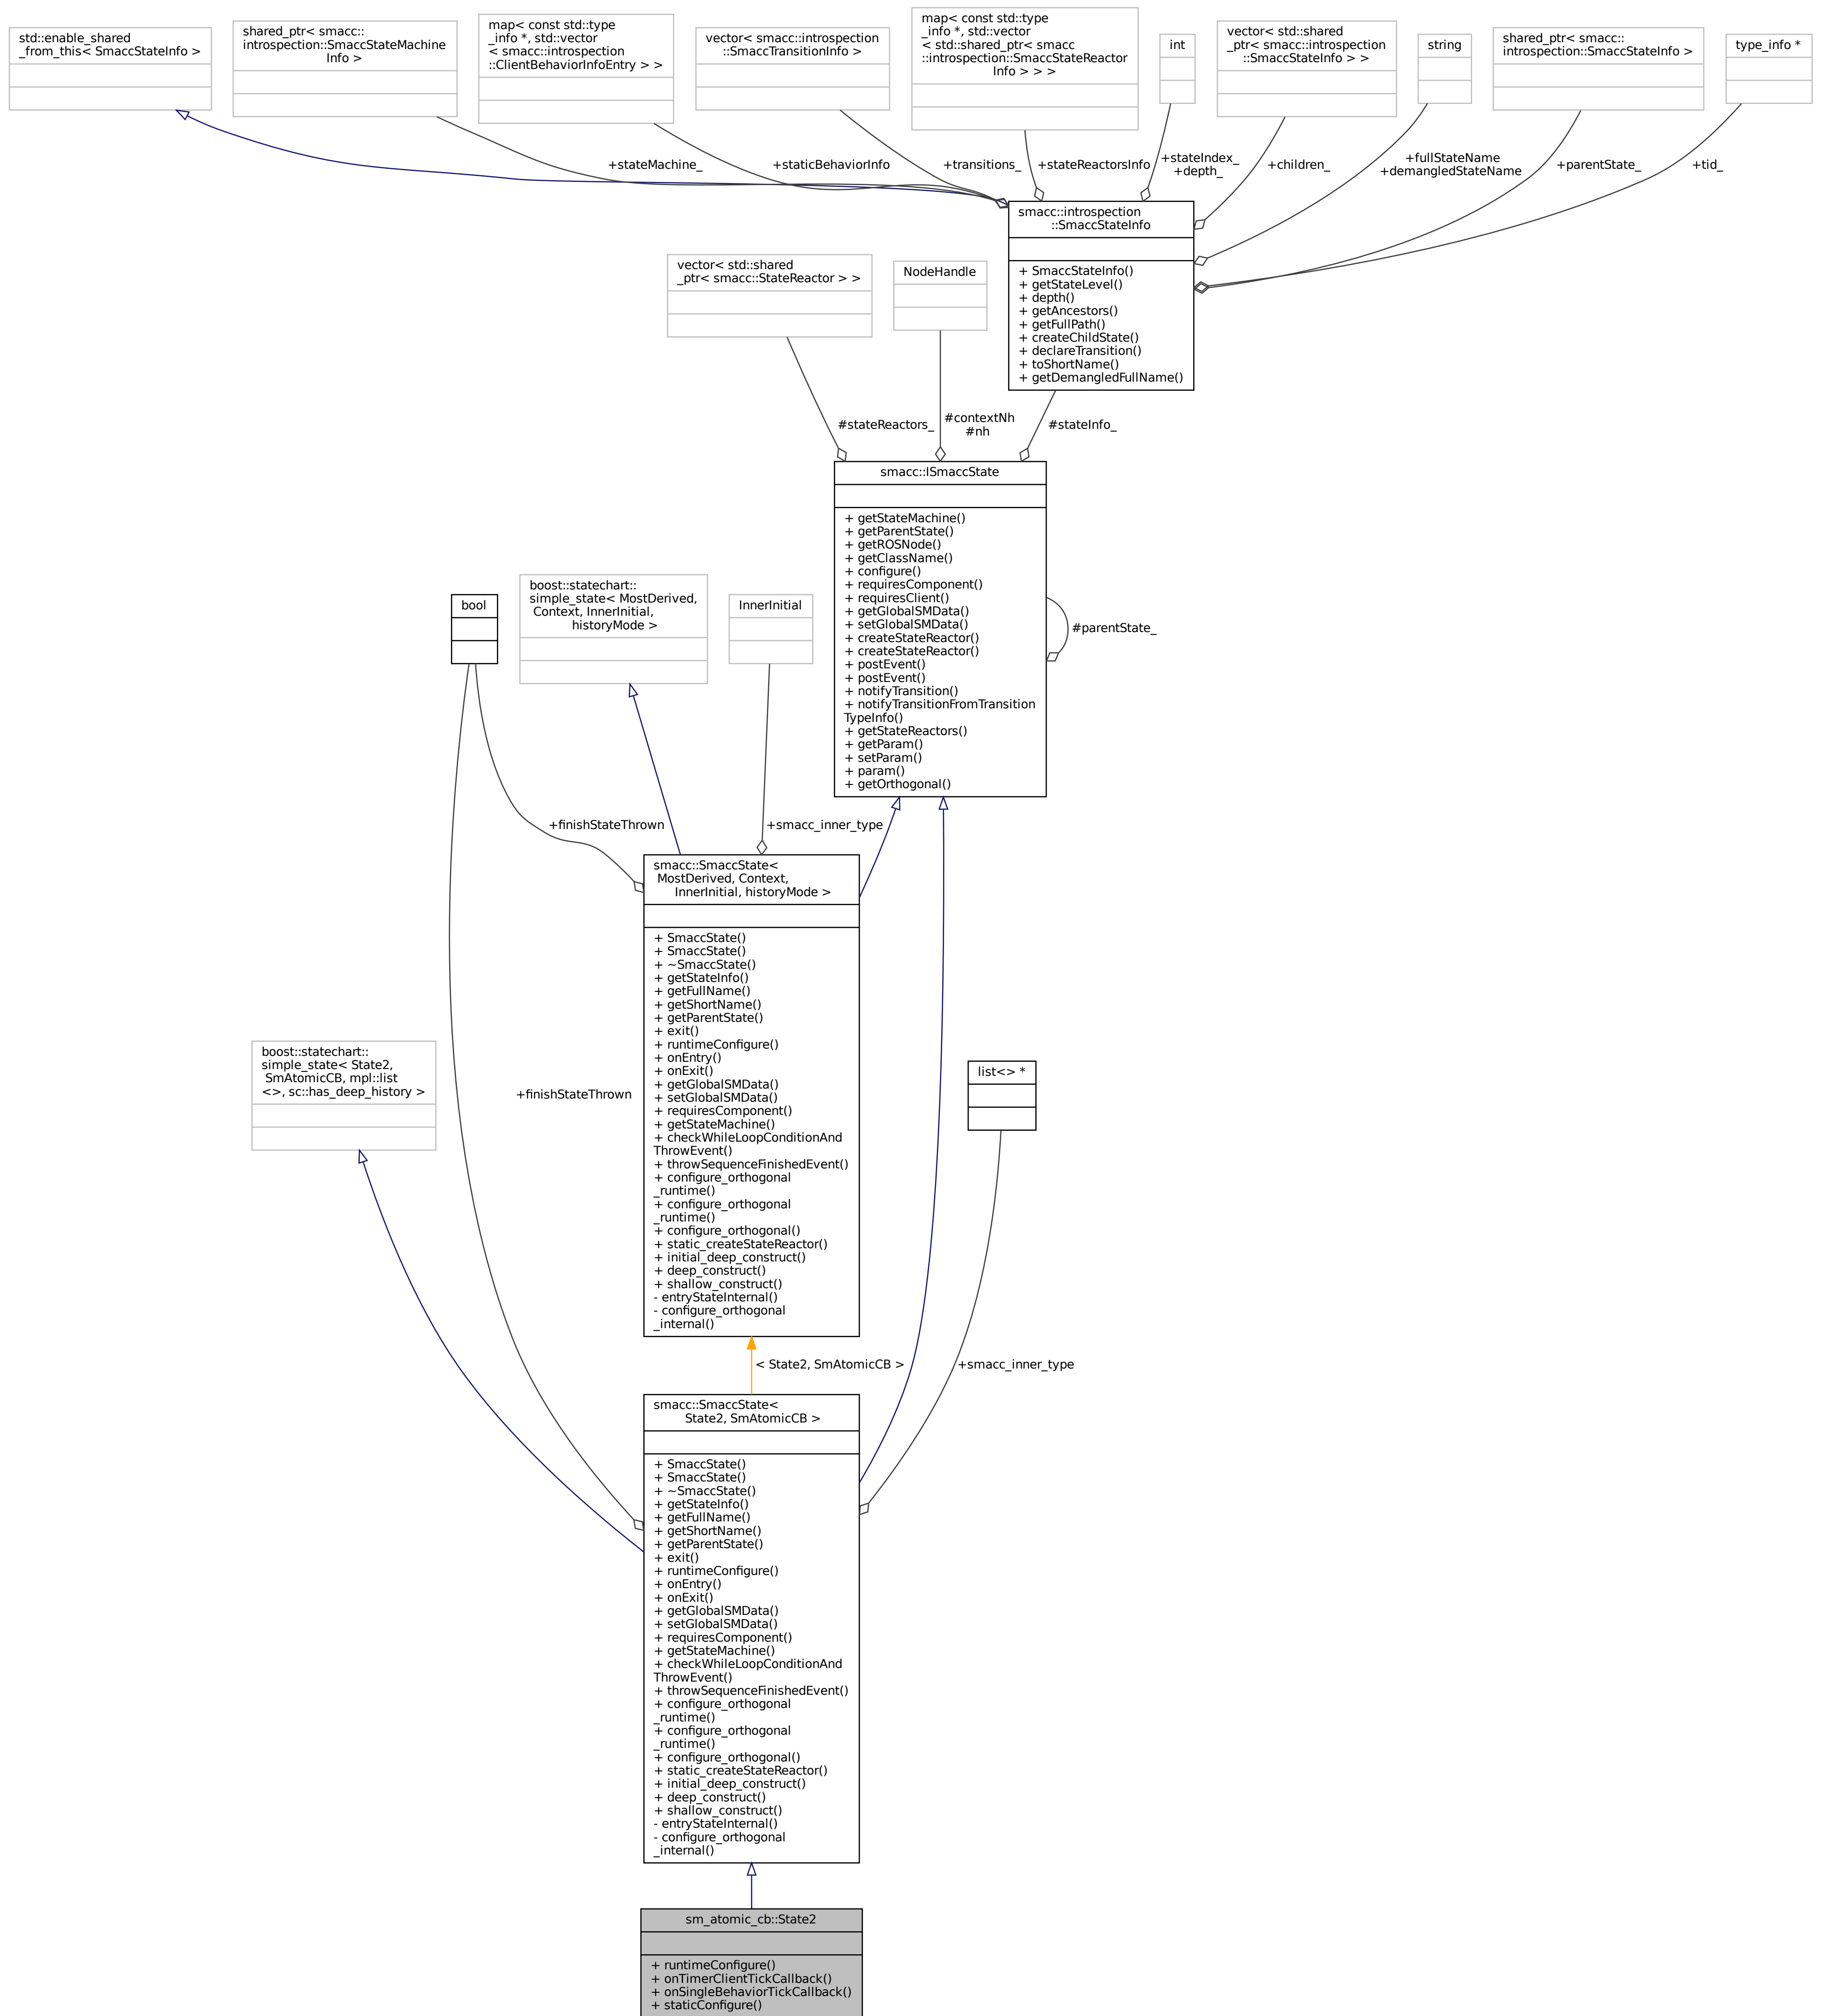 std::enable_shared
_from_this< SmaccStateInfo >
shared_ptr< smacc::
introspection::SmaccStateMachine
Info >
map< const std::type
_info *, std::vector
< smacc::introspection
::ClientBehaviorInfoEntry > >
vector< smacc::introspection
::SmaccTransitionInfo >
map< const std::type
_info *, std::vector
< std::shared_ptr< smacc
::introspection::SmaccStateReactor
Info > > >
int
vector< std::shared
_ptr< smacc::introspection
::SmaccStateInfo > >
string
shared_ptr< smacc::
introspection::SmaccStateInfo >
type_info *
+stateMachine_
+staticBehaviorInfo
+transitions_
+stateReactorsInfo
+stateIndex_
+depth_
+children_
+fullStateName
+demangledStateName
+parentState_
+tid_
smacc::introspection
::SmaccStateInfo
+ SmaccStateInfo()
+ getStateLevel()
+ depth()
+ getAncestors()
+ getFullPath()
+ createChildState()
+ declareTransition()
+ toShortName()
+ getDemangledFullName()
vector< std::shared
_ptr< smacc::StateReactor > >
NodeHandle
#stateReactors_
#contextNh
#nh
#stateInfo_
smacc::ISmaccState
+ getStateMachine()
+ getParentState()
+ getROSNode()
+ getClassName()
+ configure()
+ requiresComponent()
+ requiresClient()
+ getGlobalSMData()
+ setGlobalSMData()
+ createStateReactor()
+ createStateReactor()
+ postEvent()
+ postEvent()
+ notifyTransition()
+ notifyTransitionFromTransition
TypeInfo()
+ getStateReactors()
+ getParam()
+ setParam()
+ param()
+ getOrthogonal()
#parentState_
bool
boost::statechart::
simple_state< MostDerived,
Context, InnerInitial,
historyMode >
InnerInitial
+finishStateThrown
+smacc_inner_type
smacc::SmaccState<
MostDerived, Context,
InnerInitial, historyMode >
+ SmaccState()
+ SmaccState()
+ ~SmaccState()
+ getStateInfo()
+ getFullName()
+ getShortName()
+ getParentState()
+ exit()
+ runtimeConfigure()
+ onEntry()
+ onExit()
+ getGlobalSMData()
+ setGlobalSMData()
+ requiresComponent()
+ getStateMachine()
+ checkWhileLoopConditionAnd
ThrowEvent()
+ throwSequenceFinishedEvent()
+ configure_orthogonal
_runtime()
+ configure_orthogonal
_runtime()
+ configure_orthogonal()
+ static_createStateReactor()
+ initial_deep_construct()
+ deep_construct()
+ shallow_construct()
- entryStateInternal()
- configure_orthogonal
_internal()
boost::statechart::
simple_state< State2,
SmAtomicCB, mpl::list
<>, sc::has_deep_history >
+finishStateThrown
list<> *
< State2, SmAtomicCB >
+smacc_inner_type
smacc::SmaccState<
State2, SmAtomicCB >
+ SmaccState()
+ SmaccState()
+ ~SmaccState()
+ getStateInfo()
+ getFullName()
+ getShortName()
+ getParentState()
+ exit()
+ runtimeConfigure()
+ onEntry()
+ onExit()
+ getGlobalSMData()
+ setGlobalSMData()
+ requiresComponent()
+ getStateMachine()
+ checkWhileLoopConditionAnd
ThrowEvent()
+ throwSequenceFinishedEvent()
+ configure_orthogonal
_runtime()
+ configure_orthogonal
_runtime()
+ configure_orthogonal()
+ static_createStateReactor()
+ initial_deep_construct()
+ deep_construct()
+ shallow_construct()
- entryStateInternal()
- configure_orthogonal
_internal()
sm_atomic_cb::State2
+ runtimeConfigure()
+ onTimerClientTickCallback()
+ onSingleBehaviorTickCallback()
+ staticConfigure()